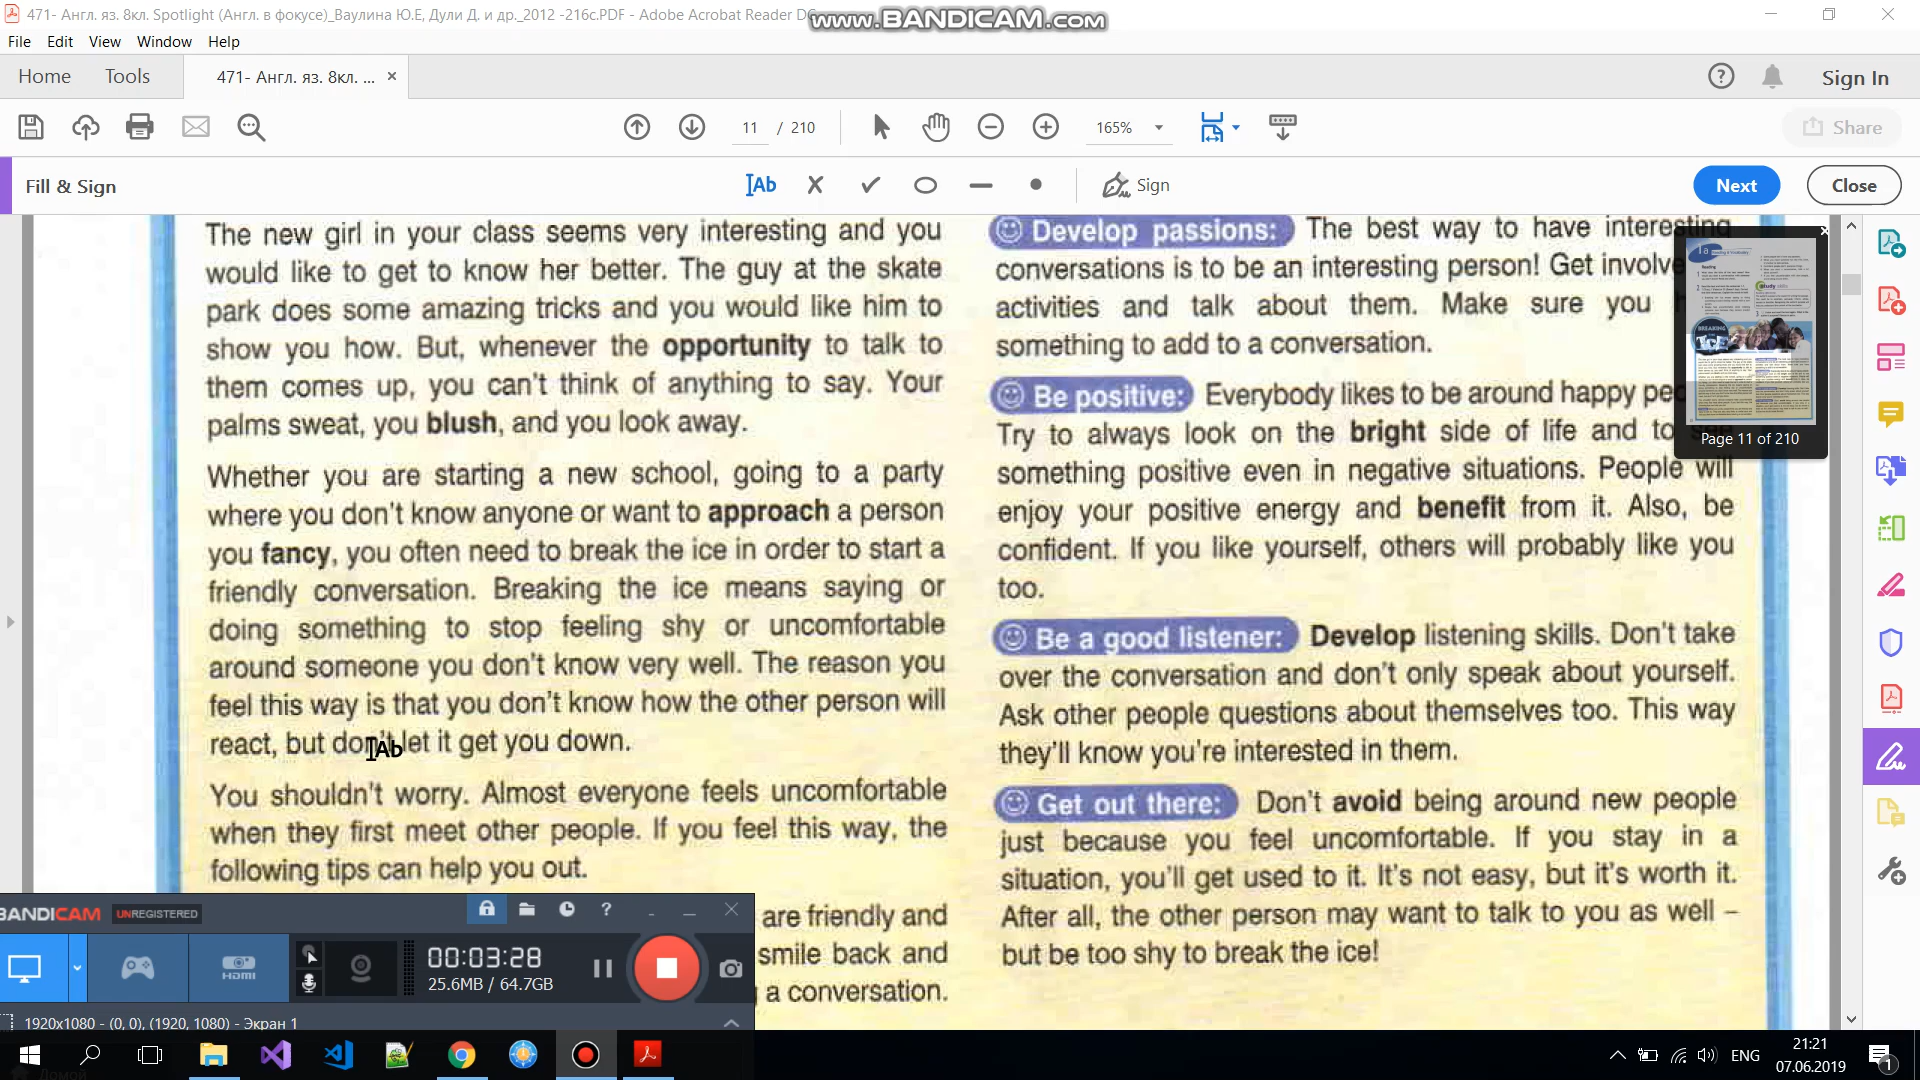 471- Англ. яз. 8кл. Spotlight (Англ. в фокусе)_Ваулина Ю.Е, Дули Д. и др._2012 -216с.PDF - Adobe Acrobat Reader DC
www.BANDICAM.com
File Edit View Window Help
Home Tools 471- Англ. яз. 8кл. ... × Sign In
11 / 210 165% Share
Fill & Sign Ab Sign Next Close
The new girl in your class seems very interesting and you
would like to get to know her better. The guy at the skate
park does some amazing tricks and you would like him to
show you how. But, whenever the opportunity to talk to
them comes up, you can't think of anything to say. Your
palms sweat, you blush, and you look away.
Whether you are starting a new school, going to a party
where you don't know anyone or want to approach a person
you fancy, you often need to break the ice in order to start a
friendly conversation. Breaking the ice means saying or
doing something to stop feeling shy or uncomfortable
around someone you don't know very well. The reason you
feel this way is that you don't know how the other person will
react, but don't let it get you down.
Ab
You shouldn't worry. Almost everyone feels uncomfortable
when they first meet other people. If you feel this way, the
following tips can help you out.
are friendly and
smile back and
a conversation.
Develop passions: The best way to have interesting
conversations is to be an interesting person! Get involve
activities and talk about them. Make sure you
something to add to a conversation.
Be positive: Everybody likes to be around happy peo
Try to always look on the bright side of life and to see
something positive even in negative situations. People will
enjoy your positive energy and benefit from it. Also, be
confident. If you like yourself, others will probably like you
too.
Be a good listener: Develop listening skills. Don't take
over the conversation and don't only speak about yourself.
Ask other people questions about themselves too. This way
they'll know you're interested in them.
Get out there: Don't avoid being around new people
just because you feel uncomfortable. If you stay in a
situation, you'll get used to it. It's not easy, but it's worth it.
After all, the other person may want to talk to you as well –
but be too shy to break the ice!
1a
BREAKING THE ICE
Page 11 of 210
BANDICAM UNREGISTERED
HDMI
00:03:28
25.6MB / 64.7GB
1920x1080 - (0, 0), (1920, 1080) - Экран 1
ENG
21:21
07.06.2019
1